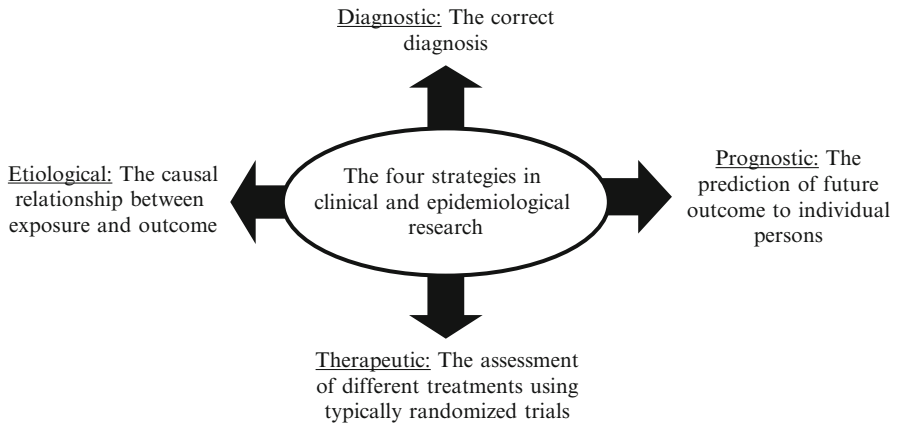 Diagnostic: The correct
diagnosis
Etiological: The causal
relationship between
exposure and outcome
The four strategies in
clinical and epidemiological
research
Prognostic: The
prediction of future
outcome to individual
persons
Therapeutic: The assessment
of different treatments using
typically randomized trials